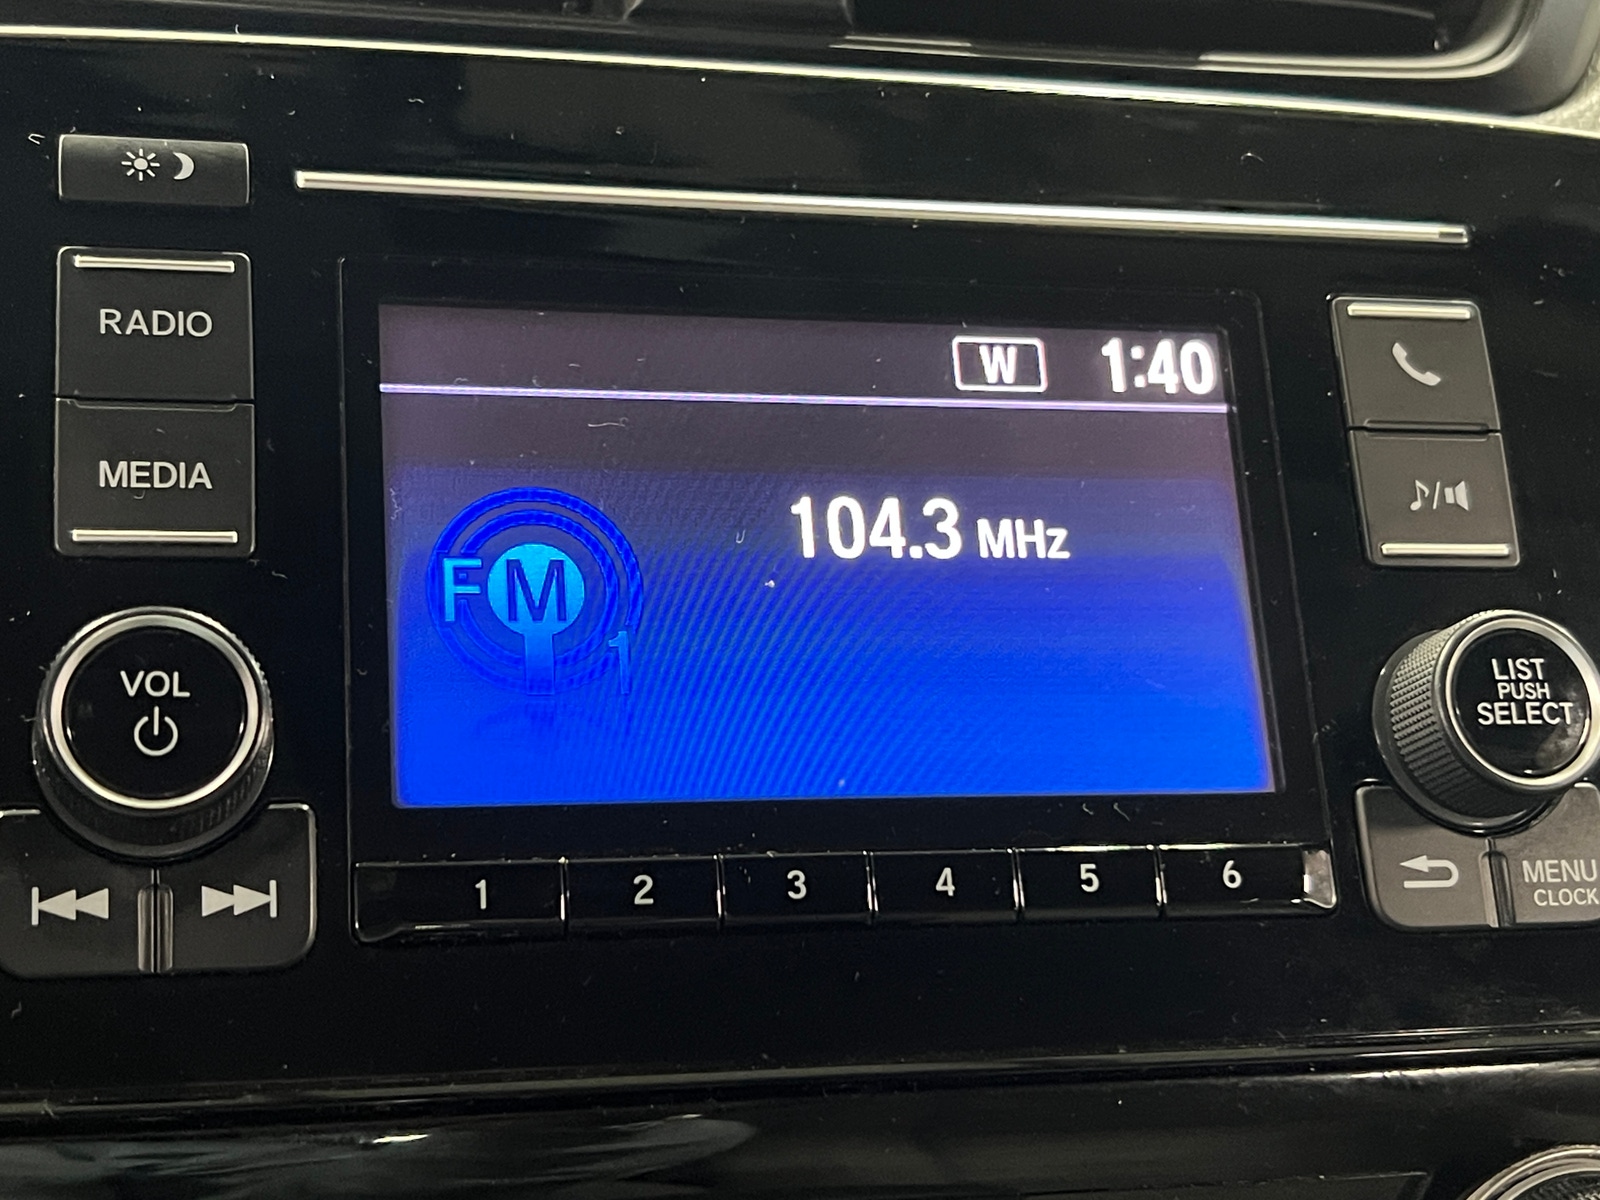 RADIO
MEDIA
VOL
W 1:40
104.3 MHz
FM
1
LIST
PUSH
SELECT
1 2 3 4 5 6
MENU
CLOCK